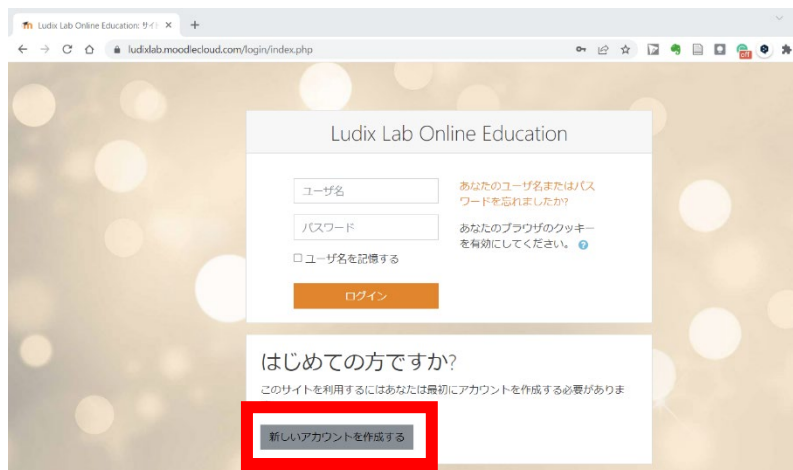 Ludix Lab Online Education: サイ
ludixlab.moodlecloud.com/login/index.php
off
Ludix Lab Online Education
ユーザ名
あなたのユーザ名またはパス
ワードを忘れましたか?
パスワード
あなたのブラウザのクッキー
を有効にしてください。
ユーザ名を記憶する
ログイン
はじめての方ですか?
このサイトを利用するにはあなたは最初にアカウントを作成する必要がありま
新しいアカウントを作成する